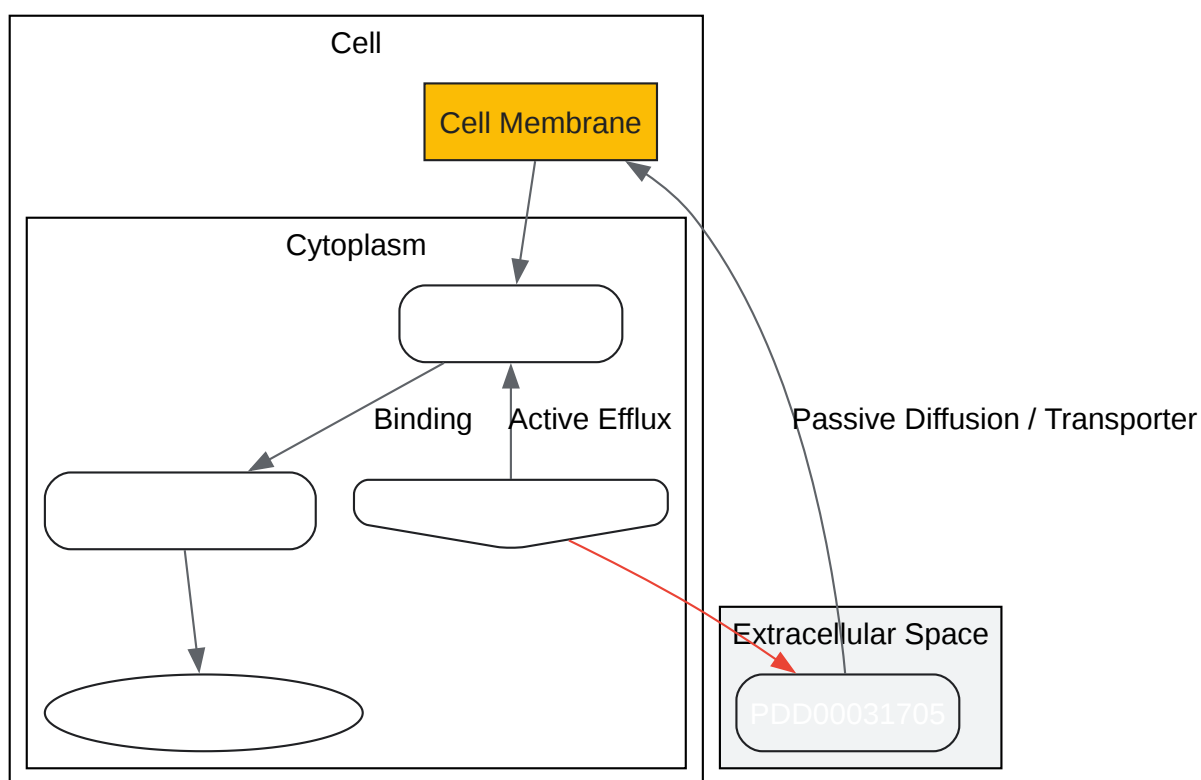 Cell
Cell Membrane
Cytoplasm
Binding
Active Efflux
Passive Diffusion / Transporter
Extracellular Space
PDD00031705